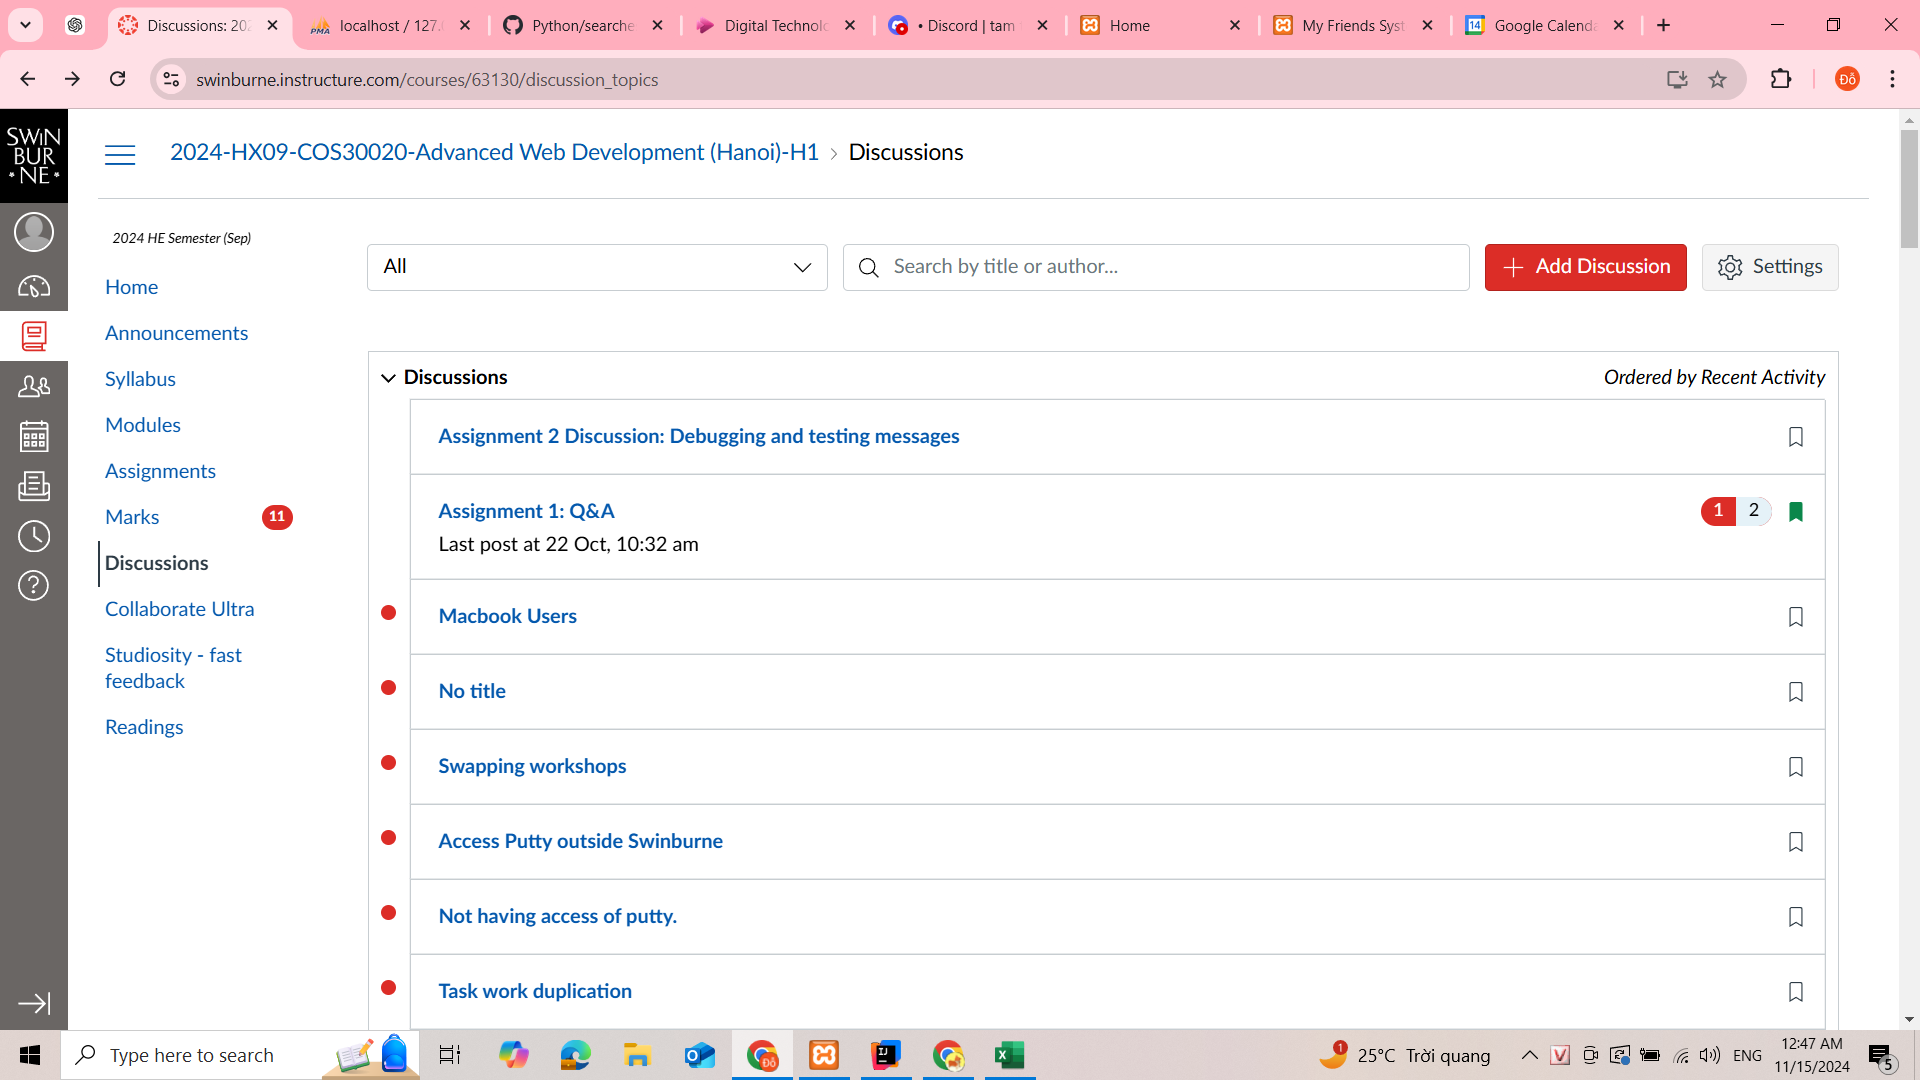 Discussions: 202
localhost / 127.
Python/searche
Digital Technolo
• Discord | tam
Home
My Friends Syst
Google Calenda
swinburne.instructure.com/courses/63130/discussion_topics
Đỗ
SWIN
BUR
NE
2024-HX09-COS30020-Advanced Web Development (Hanoi)-H1 › Discussions
2024 HE Semester (Sep)
Home
Announcements
Syllabus
Modules
Assignments
Marks 11
Discussions
Collaborate Ultra
Studiosity - fast
feedback
Readings
All
Search by title or author...
Add Discussion
Settings
Discussions
Ordered by Recent Activity
Assignment 2 Discussion: Debugging and testing messages
Assignment 1: Q&A
1 2
Last post at 22 Oct, 10:32 am
Macbook Users
No title
Swapping workshops
Access Putty outside Swinburne
Not having access of putty.
Task work duplication
Type here to search
1
25°C Trời quang
ENG
12:47 AM
11/15/2024
5